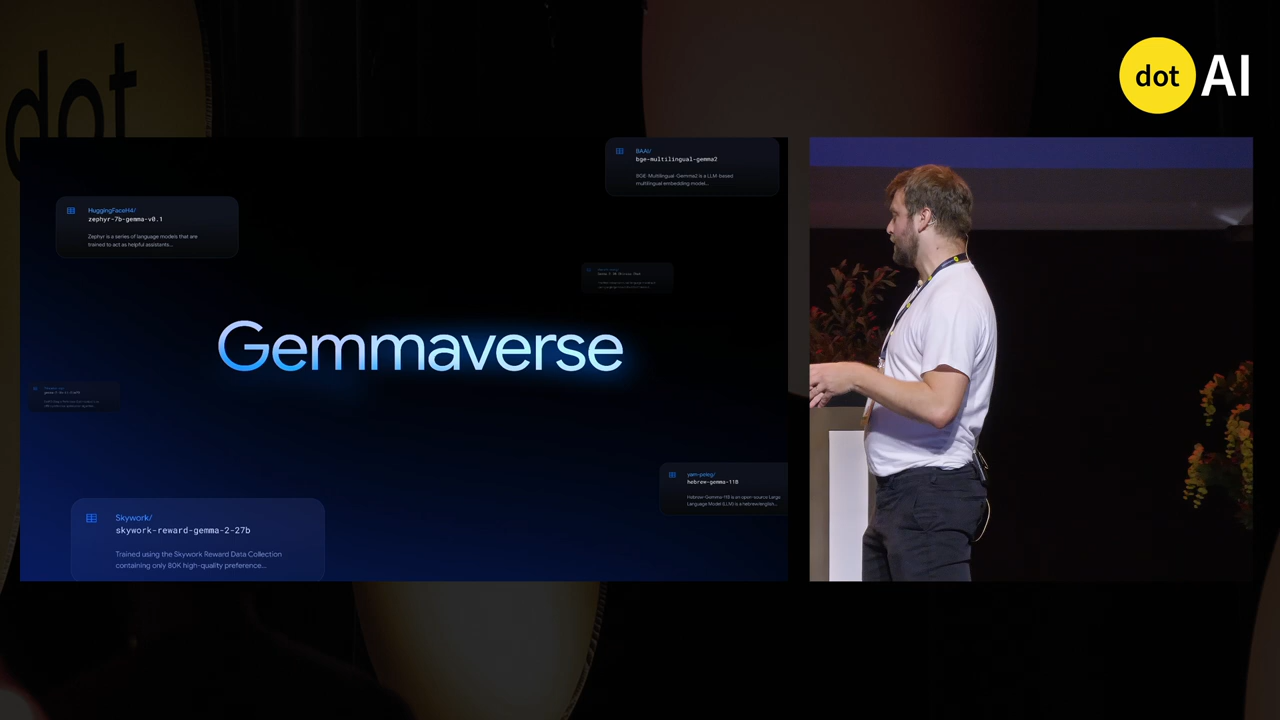 dot
dot AI
BAAI/
bge-multilingual-gemma2
BGE-Multilingual-Gemma2 is a LLM-based
multilingual embedding model...
HuggingFaceH4/
zephyr-7b-gemma-v0.1
Zephyr is a series of language models that are
trained to act as helpful assistants...
Gemmaverse
yam-peleg/
hebrew-gemma-11B
Hebrew-Gemma-11B is an open-source Large
Language Model (LLM) is a hebrew/english...
Skywork/
skywork-reward-gemma-2-27b
Trained using the Skywork Reward Data Collection
containing only 80K high-quality preference...